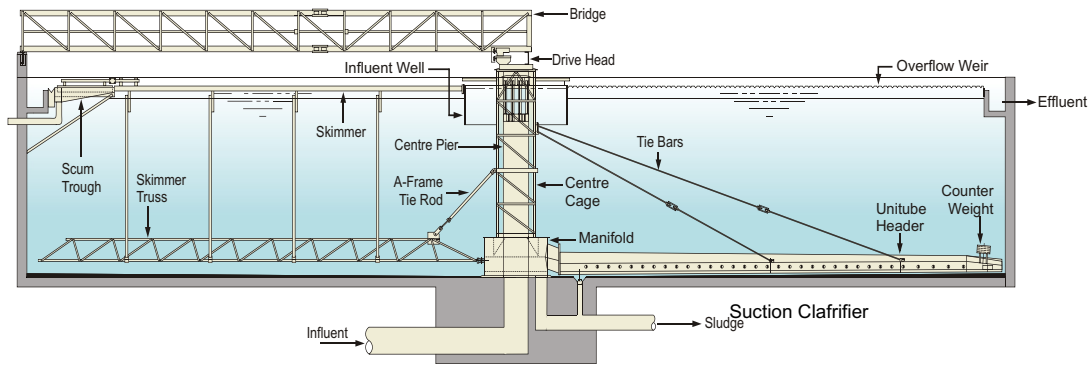 Bridge
Drive Head
Influent Well
Overflow Weir
Effluent
Skimmer
Centre Pier
Tie Bars
Scum
Trough
Skimmer
Truss
A-Frame
Tie Rod
Centre
Cage
Counter
Weight
Unitube
Header
Manifold
Suction Clafrifier
Influent
Sludge